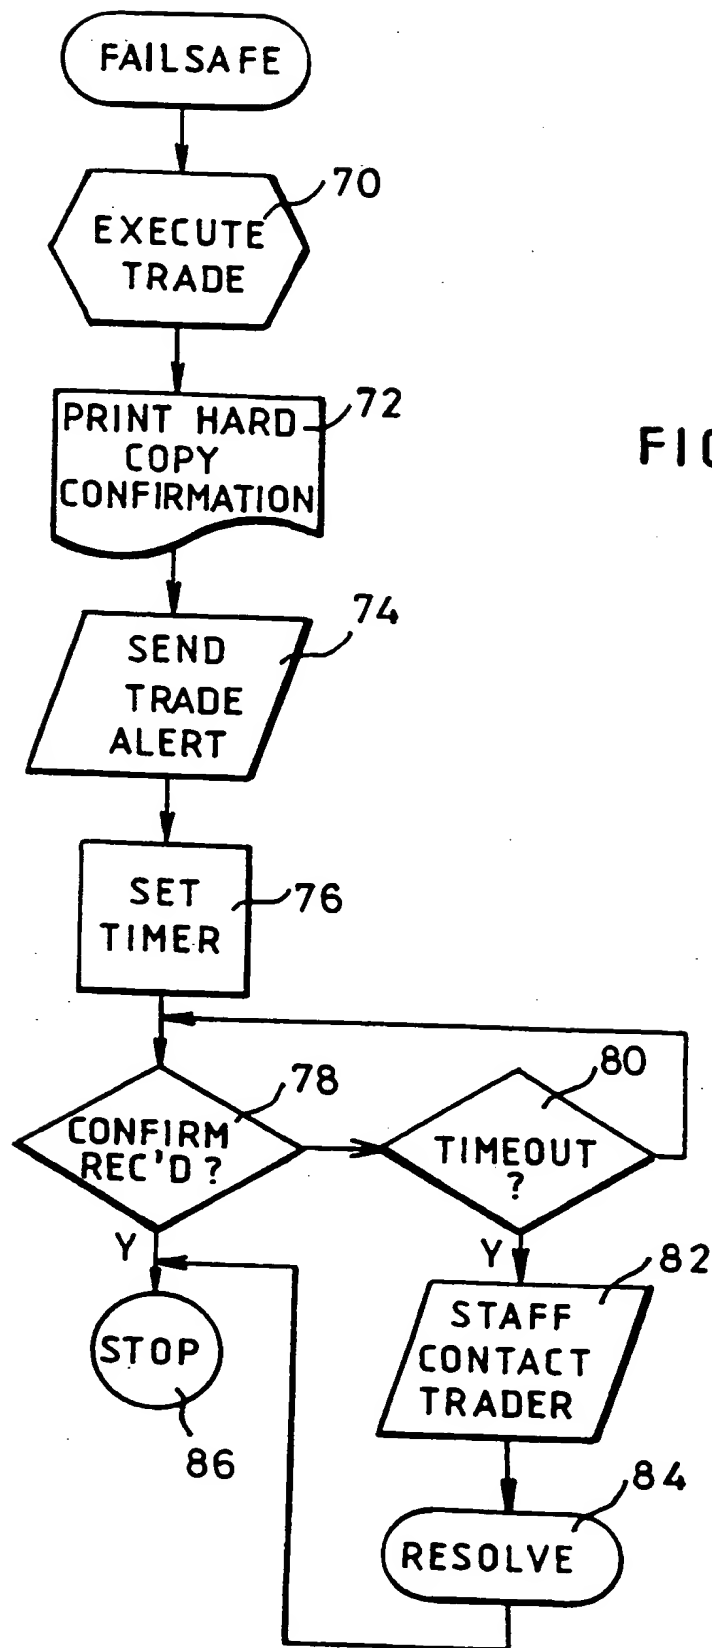 FAILSAFE
70
EXECUTE
TRADE
72
PRINT HARD
COPY
CONFIRMATION
FIG
74
SEND
TRADE
ALERT
76
SET
TIMER
78
CONFIRM
REC'D ?
80
TIMEOUT
?
Y
Y
82
STAFF
CONTACT
TRADER
STOP
86
84
RESOLVE